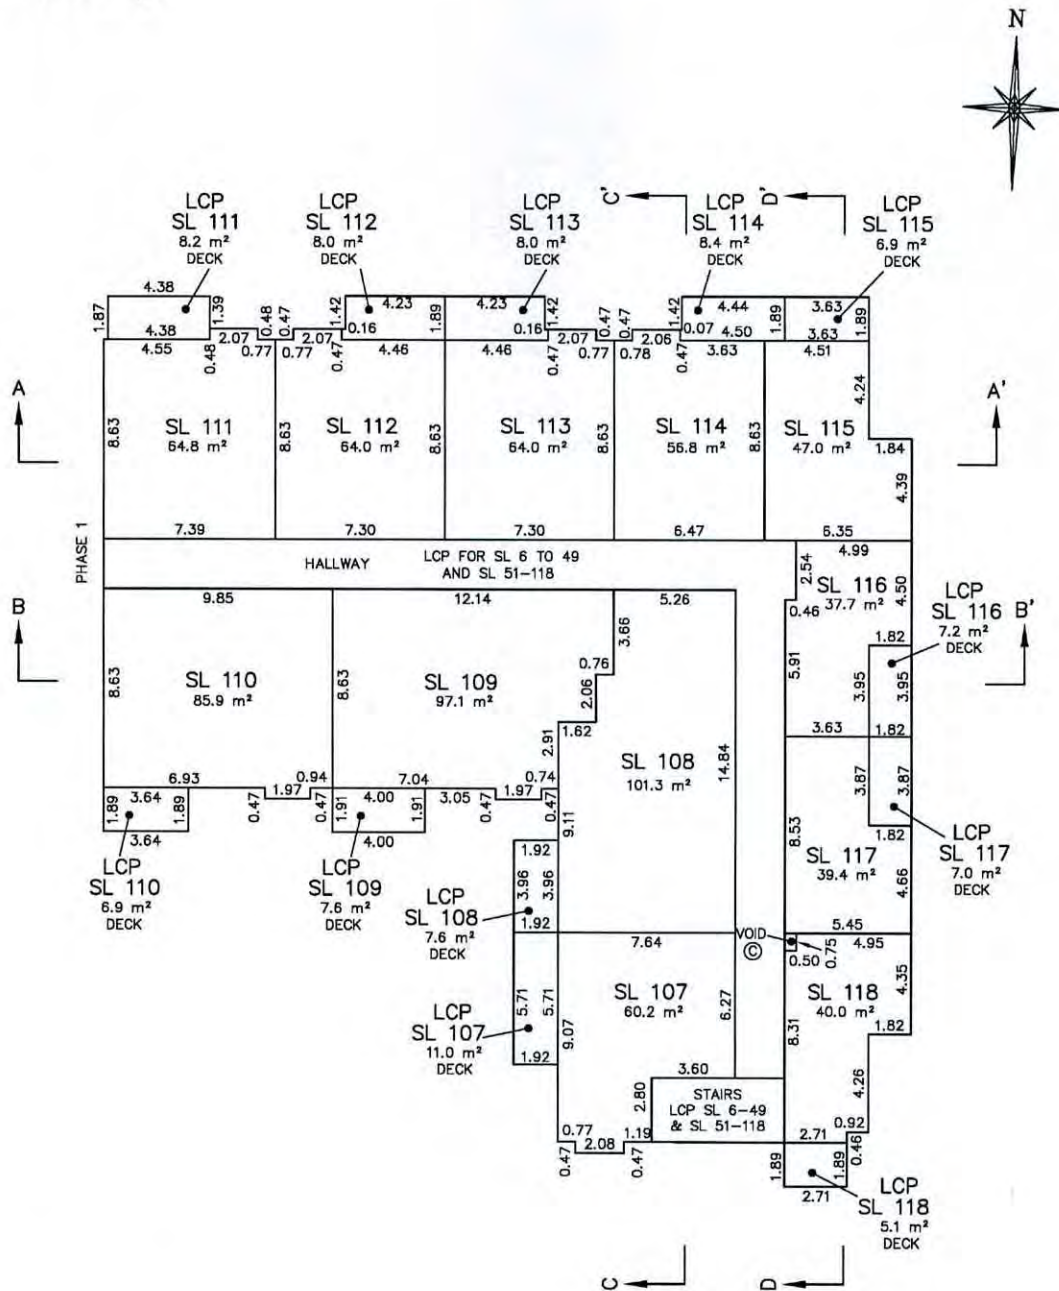 N
LCP
SL 111
8.2 m²
DECK
LCP
SL 112
8.0 m²
DECK
LCP
SL 113
8.0 m²
DECK
C'
LCP
SL 114
8.4 m²
DECK
D'
LCP
SL 115
6.9 m²
DECK
4.38
1.87
4.38
1.39
0.48
0.47
1.42
4.23
0.16
1.89
4.23
0.16
1.42
0.47
0.47
1.42
4.44
0.07
4.50
1.89
3.63
3.63
1.89
4.55
0.48
2.07
0.77
0.77
2.07
0.47
4.46
4.46
0.47
2.07
0.77
0.78
2.06
0.47
3.63
4.51
A
A'
8.63
SL 111
64.8 m²
8.63
SL 112
64.0 m²
8.63
SL 113
64.0 m²
8.63
SL 114
56.8 m²
8.63
SL 115
47.0 m²
4.24
1.84
4.39
7.39
7.30
7.30
6.47
6.35
PHASE 1
HALLWAY
LCP FOR SL 6 TO 49
AND SL 51-118
2.54
4.99
SL 116
37.7 m²
4.50
0.46
LCP
SL 116
7.2 m²
DECK
B
B'
9.85
12.14
5.26
3.66
0.76
2.06
1.62
5.91
1.82
3.95
3.95
1.82
3.63
8.63
SL 110
85.9 m²
8.63
SL 109
97.1 m²
2.91
SL 108
101.3 m²
14.84
6.93
0.94
7.04
0.74
1.89
3.64
1.89
3.64
0.47
1.97
0.47
1.91
4.00
1.91
4.00
3.05
0.47
1.97
0.47
9.11
3.87
3.87
1.82
8.53
SL 117
39.4 m²
4.66
LCP
SL 117
7.0 m²
DECK
LCP
SL 110
6.9 m²
DECK
LCP
SL 109
7.6 m²
DECK
1.92
3.96
3.96
1.92
LCP
SL 108
7.6 m²
DECK
7.64
VOID
©
5.45
4.95
0.50
0.75
LCP
SL 107
11.0 m²
DECK
5.71
5.71
1.92
9.07
SL 107
60.2 m²
6.27
8.31
SL 118
40.0 m²
4.35
1.82
4.26
3.60
2.80
STAIRS
LCP SL 6-49
& SL 51-118
0.77
2.08
1.19
0.47
0.47
2.71
0.92
0.46
1.89
1.89
2.71
LCP
SL 118
5.1 m²
DECK
C
D